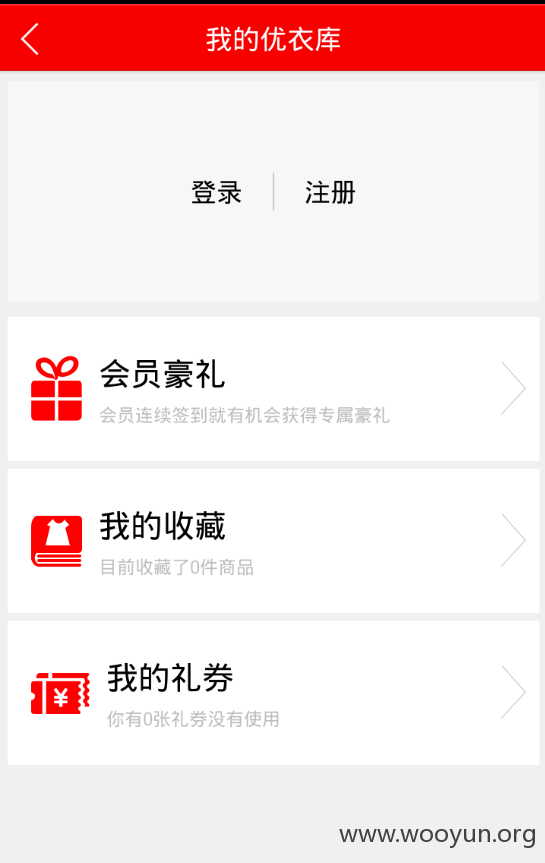 我的优衣库
登录
注册
会员豪礼
会员连续签到就有机会获得专属豪礼
我的收藏
目前收藏了0件商品
我的礼券
你有0张礼券没有使用
¥
www.wooyun.org